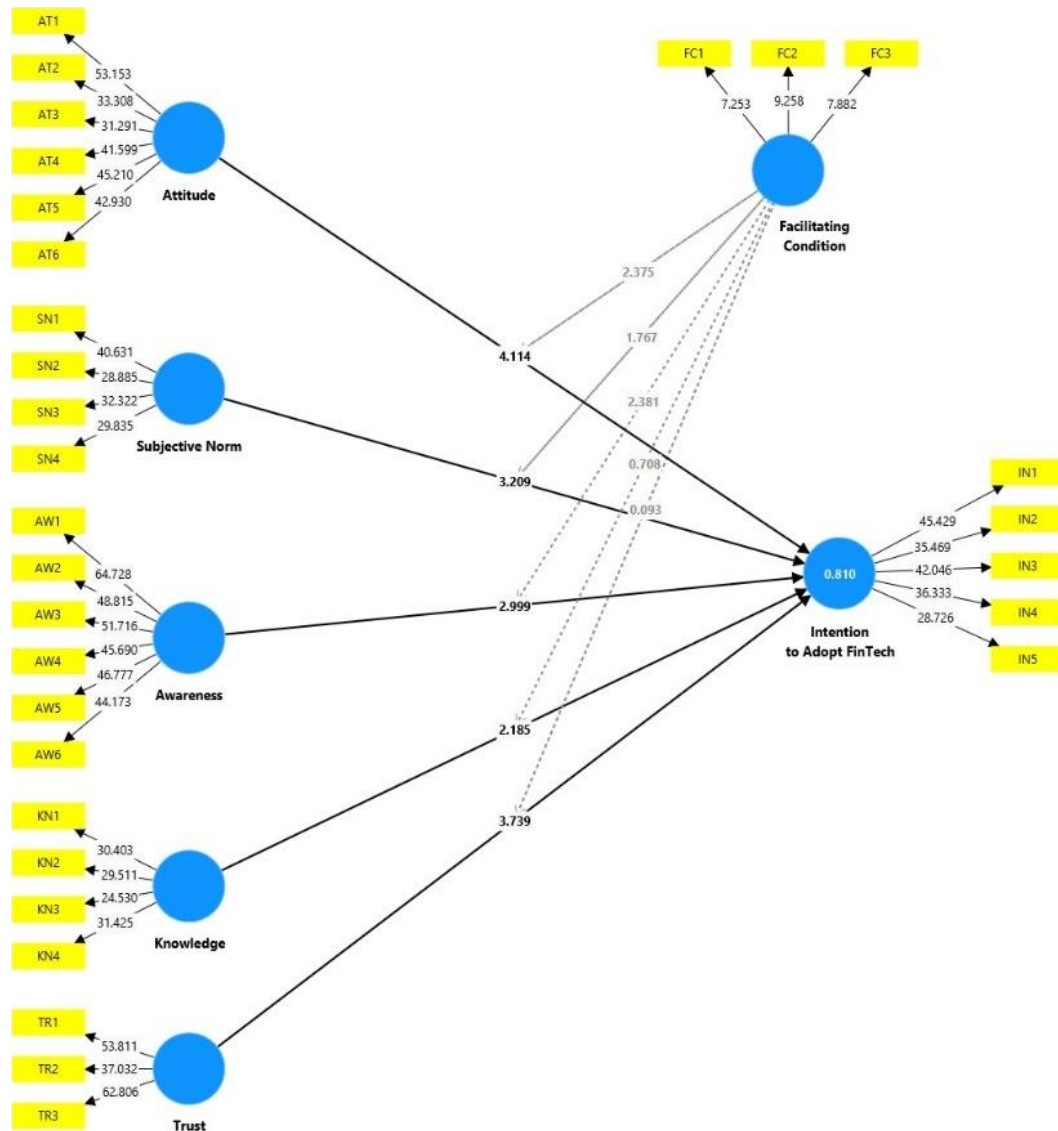 AT1
AT2
AT3
AT4
AT5
AT6
53.153
33.308
31.291
41.599
45.210
42.930
Attitude
FC1
FC2
FC3
7.253
9.258
7.882
Facilitating
Condition
SN1
SN2
SN3
SN4
40.631
28.885
32.322
29.835
Subjective Norm
2.375
1.767
2.381
0.708
0.093
4.114
3.209
2.999
2.185
3.739
AW1
AW2
AW3
AW4
AW5
AW6
64.728
48.815
51.716
45.690
46.777
44.173
Awareness
0.810
Intention
to Adopt FinTech
45.429
35.469
42.046
36.333
28.726
IN1
IN2
IN3
IN4
IN5
KN1
KN2
KN3
KN4
30.403
29.511
24.530
31.425
Knowledge
TR1
TR2
TR3
53.811
37.032
62.806
Trust